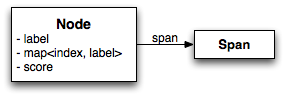 Node
- label
- map<index, label>
- score
span
Span